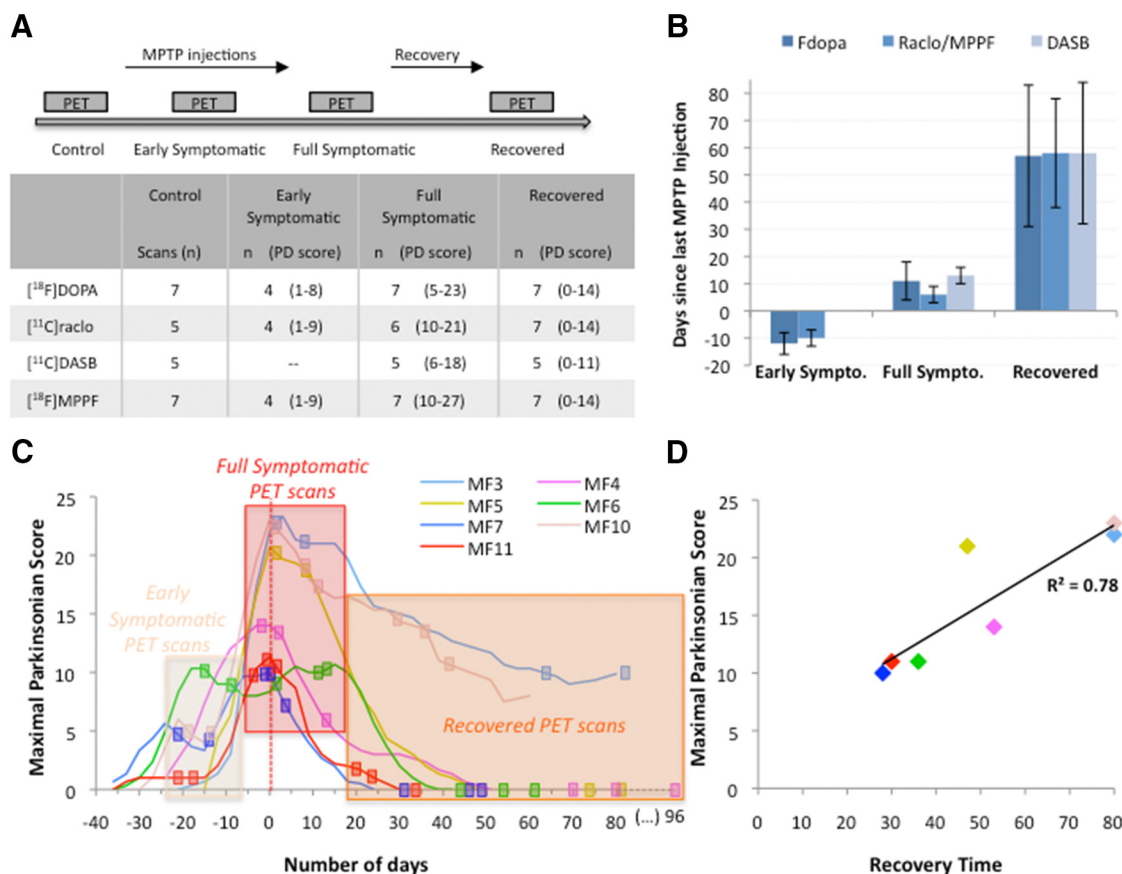 A
MPTP injections
Recovery
PET PET PET PET
Control Early Symptomatic Full Symptomatic Recovered
Control Early Full Recovered
Symptomatic Symptomatic
Scans (n) n (PD score) n (PD score) n (PD score)
[¹⁸F]DOPA 7 4 (1-8) 7 (5-23) 7 (0-14)
[¹¹C]raclo 5 4 (1-9) 6 (10-21) 7 (0-14)
[¹¹C]DASB 5 -- 5 (6-18) 5 (0-11)
[¹⁸F]MPPF 7 4 (1-9) 7 (10-27) 7 (0-14)
B
Fdopa Raclo/MPPF DASB
Days since last MPTP Injection
80
70
60
50
40
30
20
10
0
-10
-20
Early Sympto. Full Sympto. Recovered
C
Full Symptomatic
PET scans
MF3 MF4
MF5 MF6
MF7 MF10
MF11
Early
Symptomatic
PET scans
Recovered PET scans
Maximal Parkinsonian Score
25
20
15
10
5
0
-40 -30 -20 -10 0 10 20 30 40 50 60 70 80 (...) 96
Number of days
D
Maximal Parkinsonian Score
25
20
15
10
5
0
R² = 0.78
0 10 20 30 40 50 60 70 80
Recovery Time